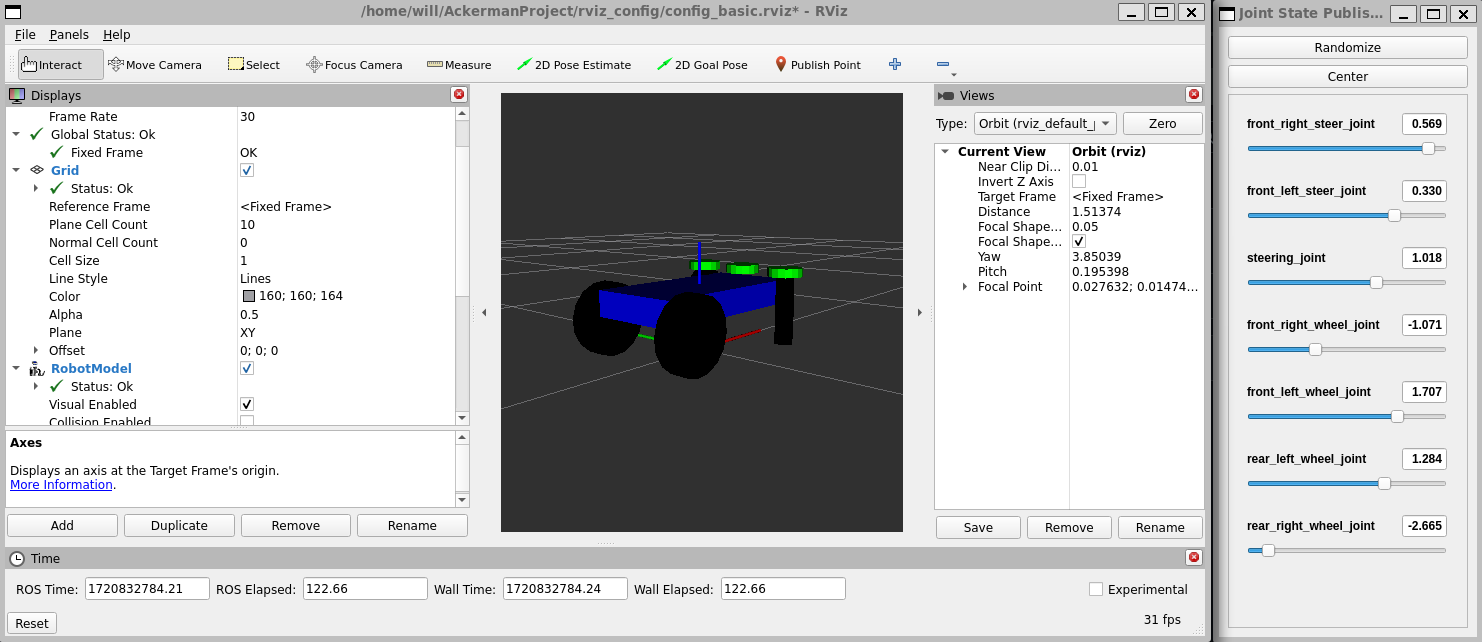 /home/will/AckermanProject/rviz_config/config_basic.rviz* - RViz
File Panels Help
Interact Move Camera Select Focus Camera Measure 2D Pose Estimate 2D Goal Pose Publish Point
Displays
Frame Rate 30
Global Status: Ok
Fixed Frame OK
Grid
Status: Ok
Reference Frame <Fixed Frame>
Plane Cell Count 10
Normal Cell Count 0
Cell Size 1
Line Style Lines
Color 160; 160; 164
Alpha 0.5
Plane XY
Offset 0; 0; 0
RobotModel
Status: Ok
Visual Enabled
Collision Enabled
Axes
Displays an axis at the Target Frame's origin.
More Information.
Add Duplicate Remove Rename
Views
Type: Orbit (rviz_default_ Zero
Current View Orbit (rviz)
Near Clip Di... 0.01
Invert Z Axis
Target Frame <Fixed Frame>
Distance 1.51374
Focal Shape... 0.05
Focal Shape...
Yaw 3.85039
Pitch 0.195398
Focal Point 0.027632; 0.01474...
Save Remove Rename
Time
ROS Time: 1720832784.21 ROS Elapsed: 122.66 Wall Time: 1720832784.24 Wall Elapsed: 122.66 Experimental
Reset 31 fps
Joint State Publis...
Randomize
Center
front_right_steer_joint 0.569
front_left_steer_joint 0.330
steering_joint 1.018
front_right_wheel_joint -1.071
front_left_wheel_joint 1.707
rear_left_wheel_joint 1.284
rear_right_wheel_joint -2.665